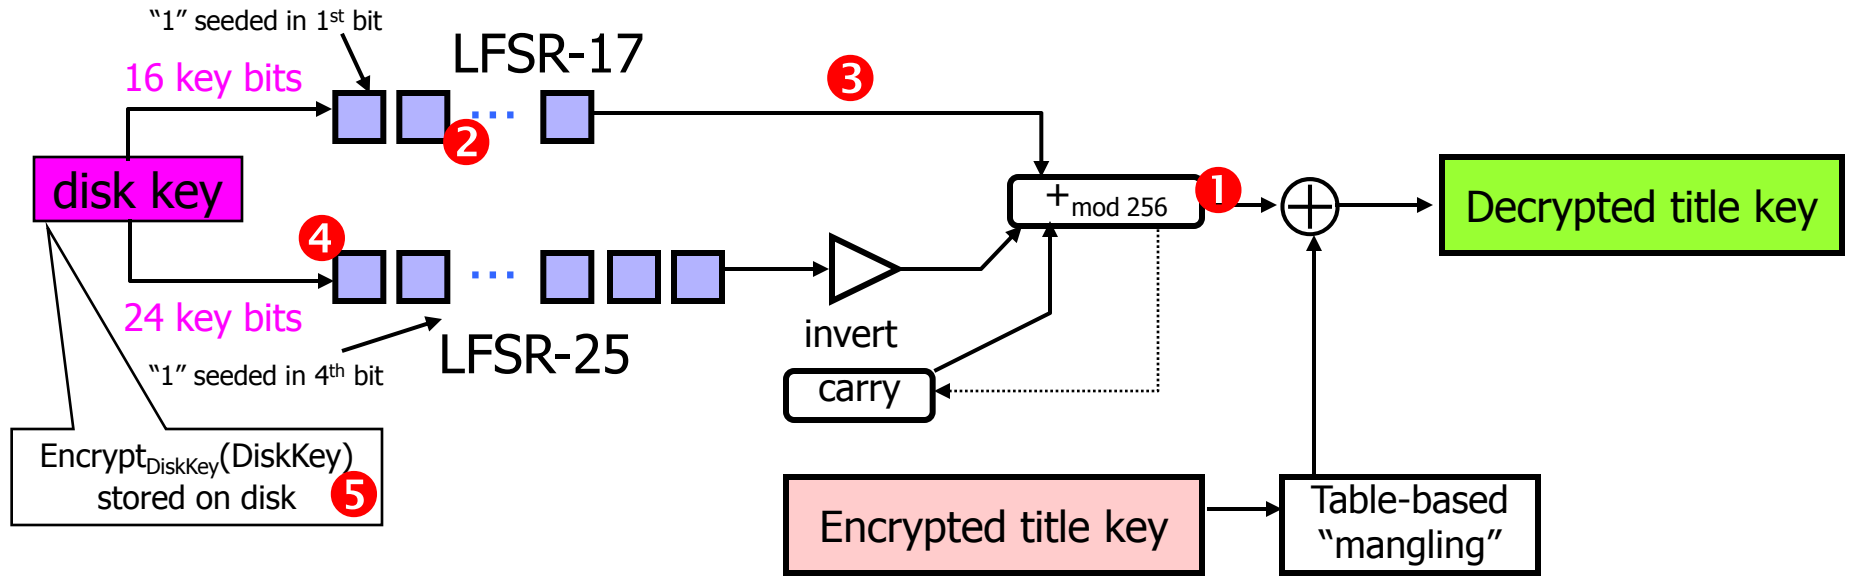 “1” seeded in 1st bit
LFSR-17
16 key bits
3
...
2
disk key
1
+mod 256
Decrypted title key
4
...
24 key bits
LFSR-25
invert
“1” seeded in 4th bit
carry
EncryptDiskKey(DiskKey)
stored on disk
5
Encrypted title key
Table-based
“mangling”